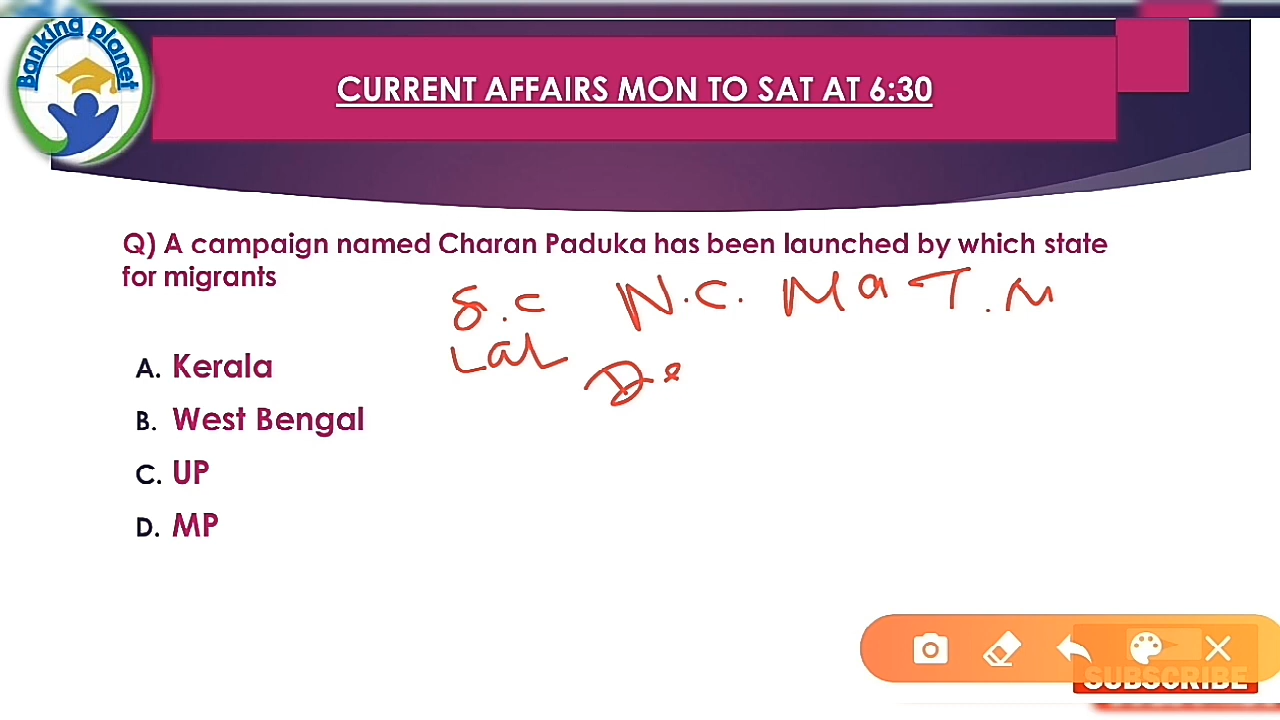 Banking Planet
CURRENT AFFAIRS MON TO SAT AT 6:30
Q) A campaign named Charan Paduka has been launched by which state
for migrants
S.C N.C. Ma T.N
Lal De
A. Kerala
B. West Bengal
C. UP
D. MP
SUBSCRIBE